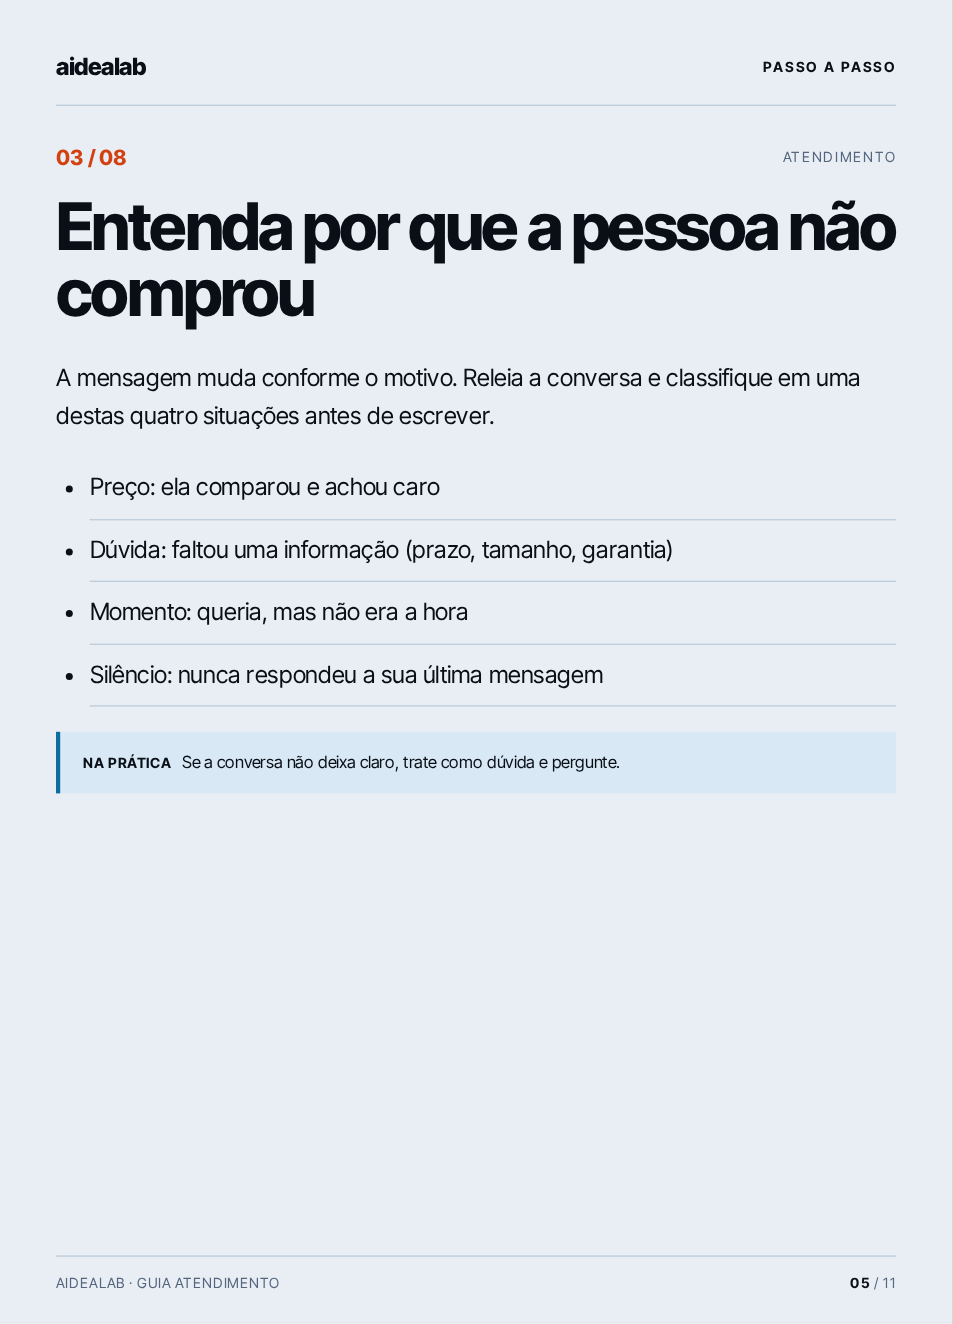 aidealab
PASSO A PASSO
03 / 08
ATENDIMENTO
Entenda por que a pessoa não
comprou
A mensagem muda conforme o motivo. Releia a conversa e classifique em uma
destas quatro situações antes de escrever.
• Preço: ela comparou e achou caro
• Dúvida: faltou uma informação (prazo, tamanho, garantia)
• Momento: queria, mas não era a hora
• Silêncio: nunca respondeu a sua última mensagem
NA PRÁTICA Se a conversa não deixa claro, trate como dúvida e pergunte.
AIDEALAB · GUIA ATENDIMENTO
05 / 11